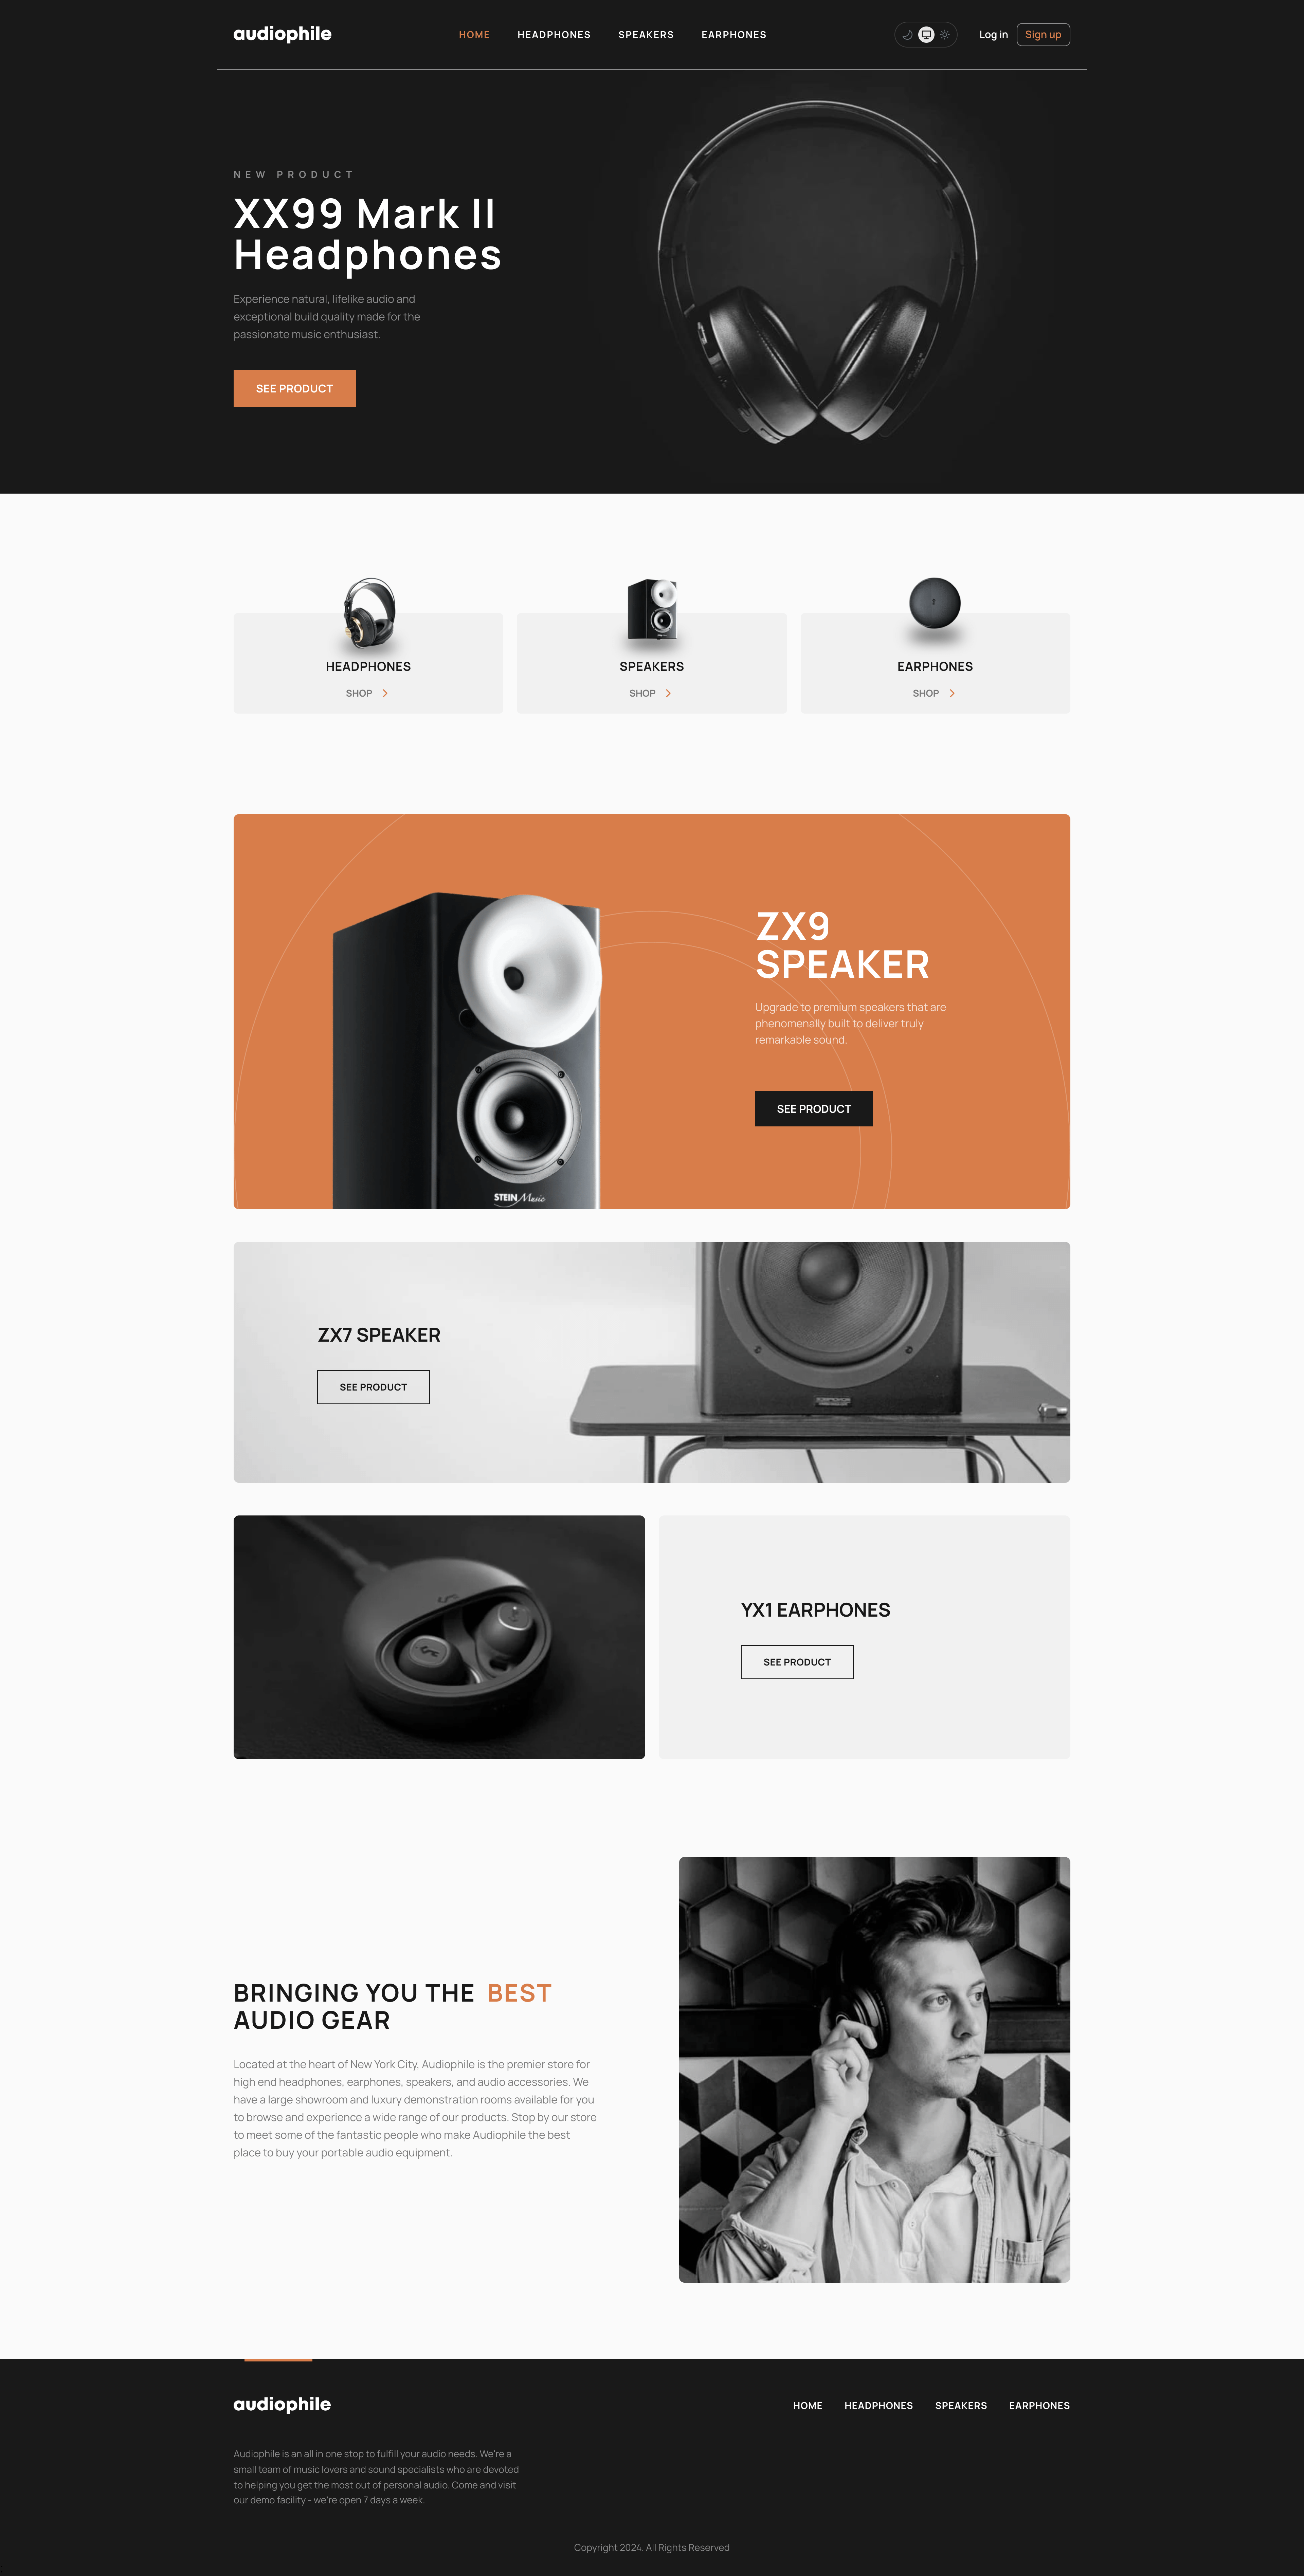 audiophile
HOME HEADPHONES SPEAKERS EARPHONES
Log in Sign up
NEW PRODUCT
XX99 Mark II
Headphones
Experience natural, lifelike audio and
exceptional build quality made for the
passionate music enthusiast.
SEE PRODUCT
HEADPHONES
SHOP
SPEAKERS
SHOP
EARPHONES
SHOP
ZX9
SPEAKER
Upgrade to premium speakers that are
phenomenally built to deliver truly
remarkable sound.
SEE PRODUCT
STEIN Music
ZX7 SPEAKER
SEE PRODUCT
YX1 EARPHONES
SEE PRODUCT
BRINGING YOU THE BEST
AUDIO GEAR
Located at the heart of New York City, Audiophile is the premier store for
high end headphones, earphones, speakers, and audio accessories. We
have a large showroom and luxury demonstration rooms available for you
to browse and experience a wide range of our products. Stop by our store
to meet some of the fantastic people who make Audiophile the best
place to buy your portable audio equipment.
audiophile
HOME HEADPHONES SPEAKERS EARPHONES
Audiophile is an all in one stop to fulfill your audio needs. We're a
small team of music lovers and sound specialists who are devoted
to helping you get the most out of personal audio. Come and visit
our demo facility - we're open 7 days a week.
Copyright 2024. All Rights Reserved